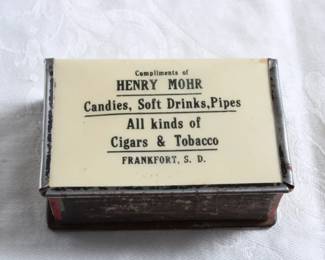 Compliments of
HENRY MOHR
Candies, Soft Drinks, Pipes
All kinds of
Cigars & Tobacco
FRANKFORT, S. D.